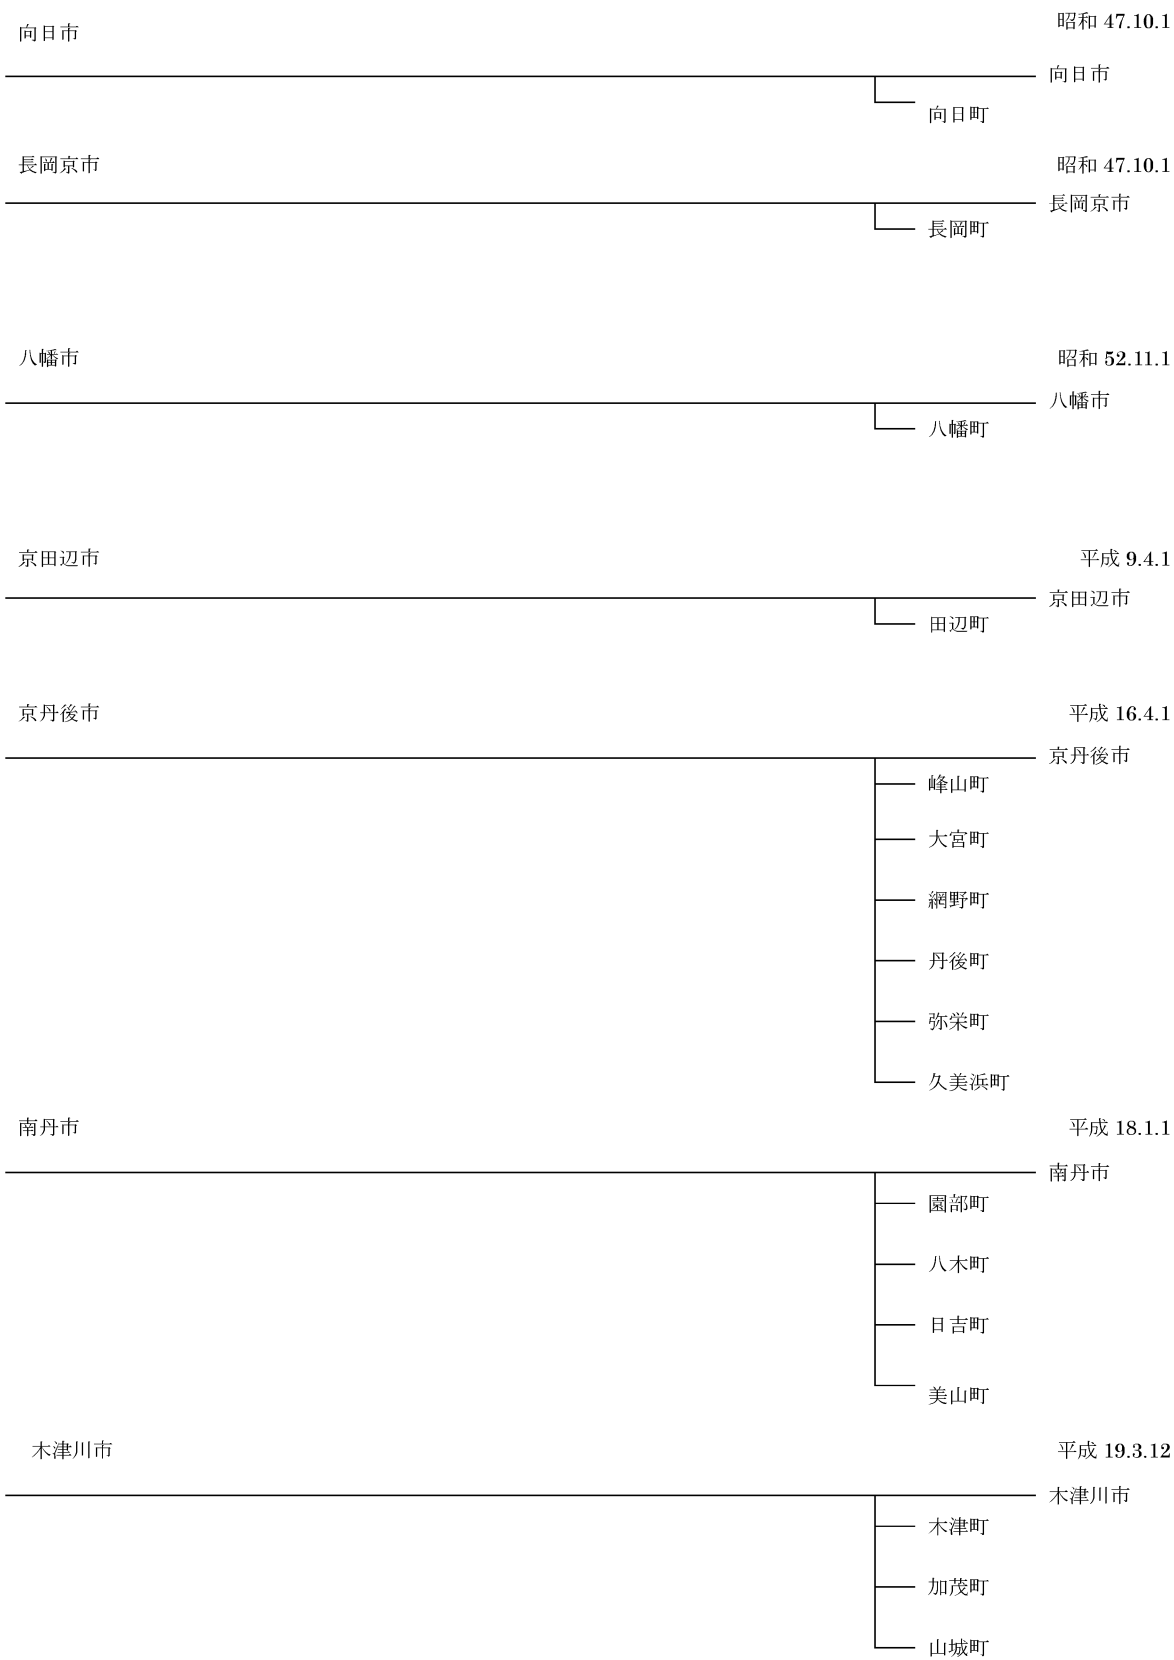 向日市
昭和 47.10.1
向日市
向日町
長岡京市
昭和 47.10.1
長岡京市
長岡町
八幡市
昭和 52.11.1
八幡市
八幡町
京田辺市
平成 9.4.1
京田辺市
田辺町
京丹後市
平成 16.4.1
京丹後市
峰山町
大宮町
網野町
丹後町
弥栄町
久美浜町
南丹市
平成 18.1.1
南丹市
園部町
八木町
日吉町
美山町
木津川市
平成 19.3.12
木津川市
木津町
加茂町
山城町